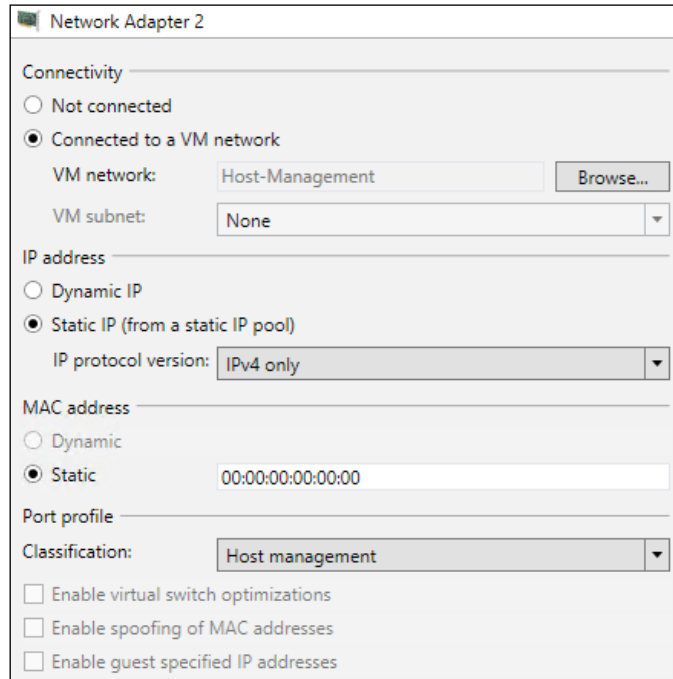 Network Adapter 2
Connectivity
Not connected
Connected to a VM network
VM network: Host-Management Browse...
VM subnet: None
IP address
Dynamic IP
Static IP (from a static IP pool)
IP protocol version: IPv4 only
MAC address
Dynamic
Static 00:00:00:00:00:00
Port profile
Classification: Host management
Enable virtual switch optimizations
Enable spoofing of MAC addresses
Enable guest specified IP addresses